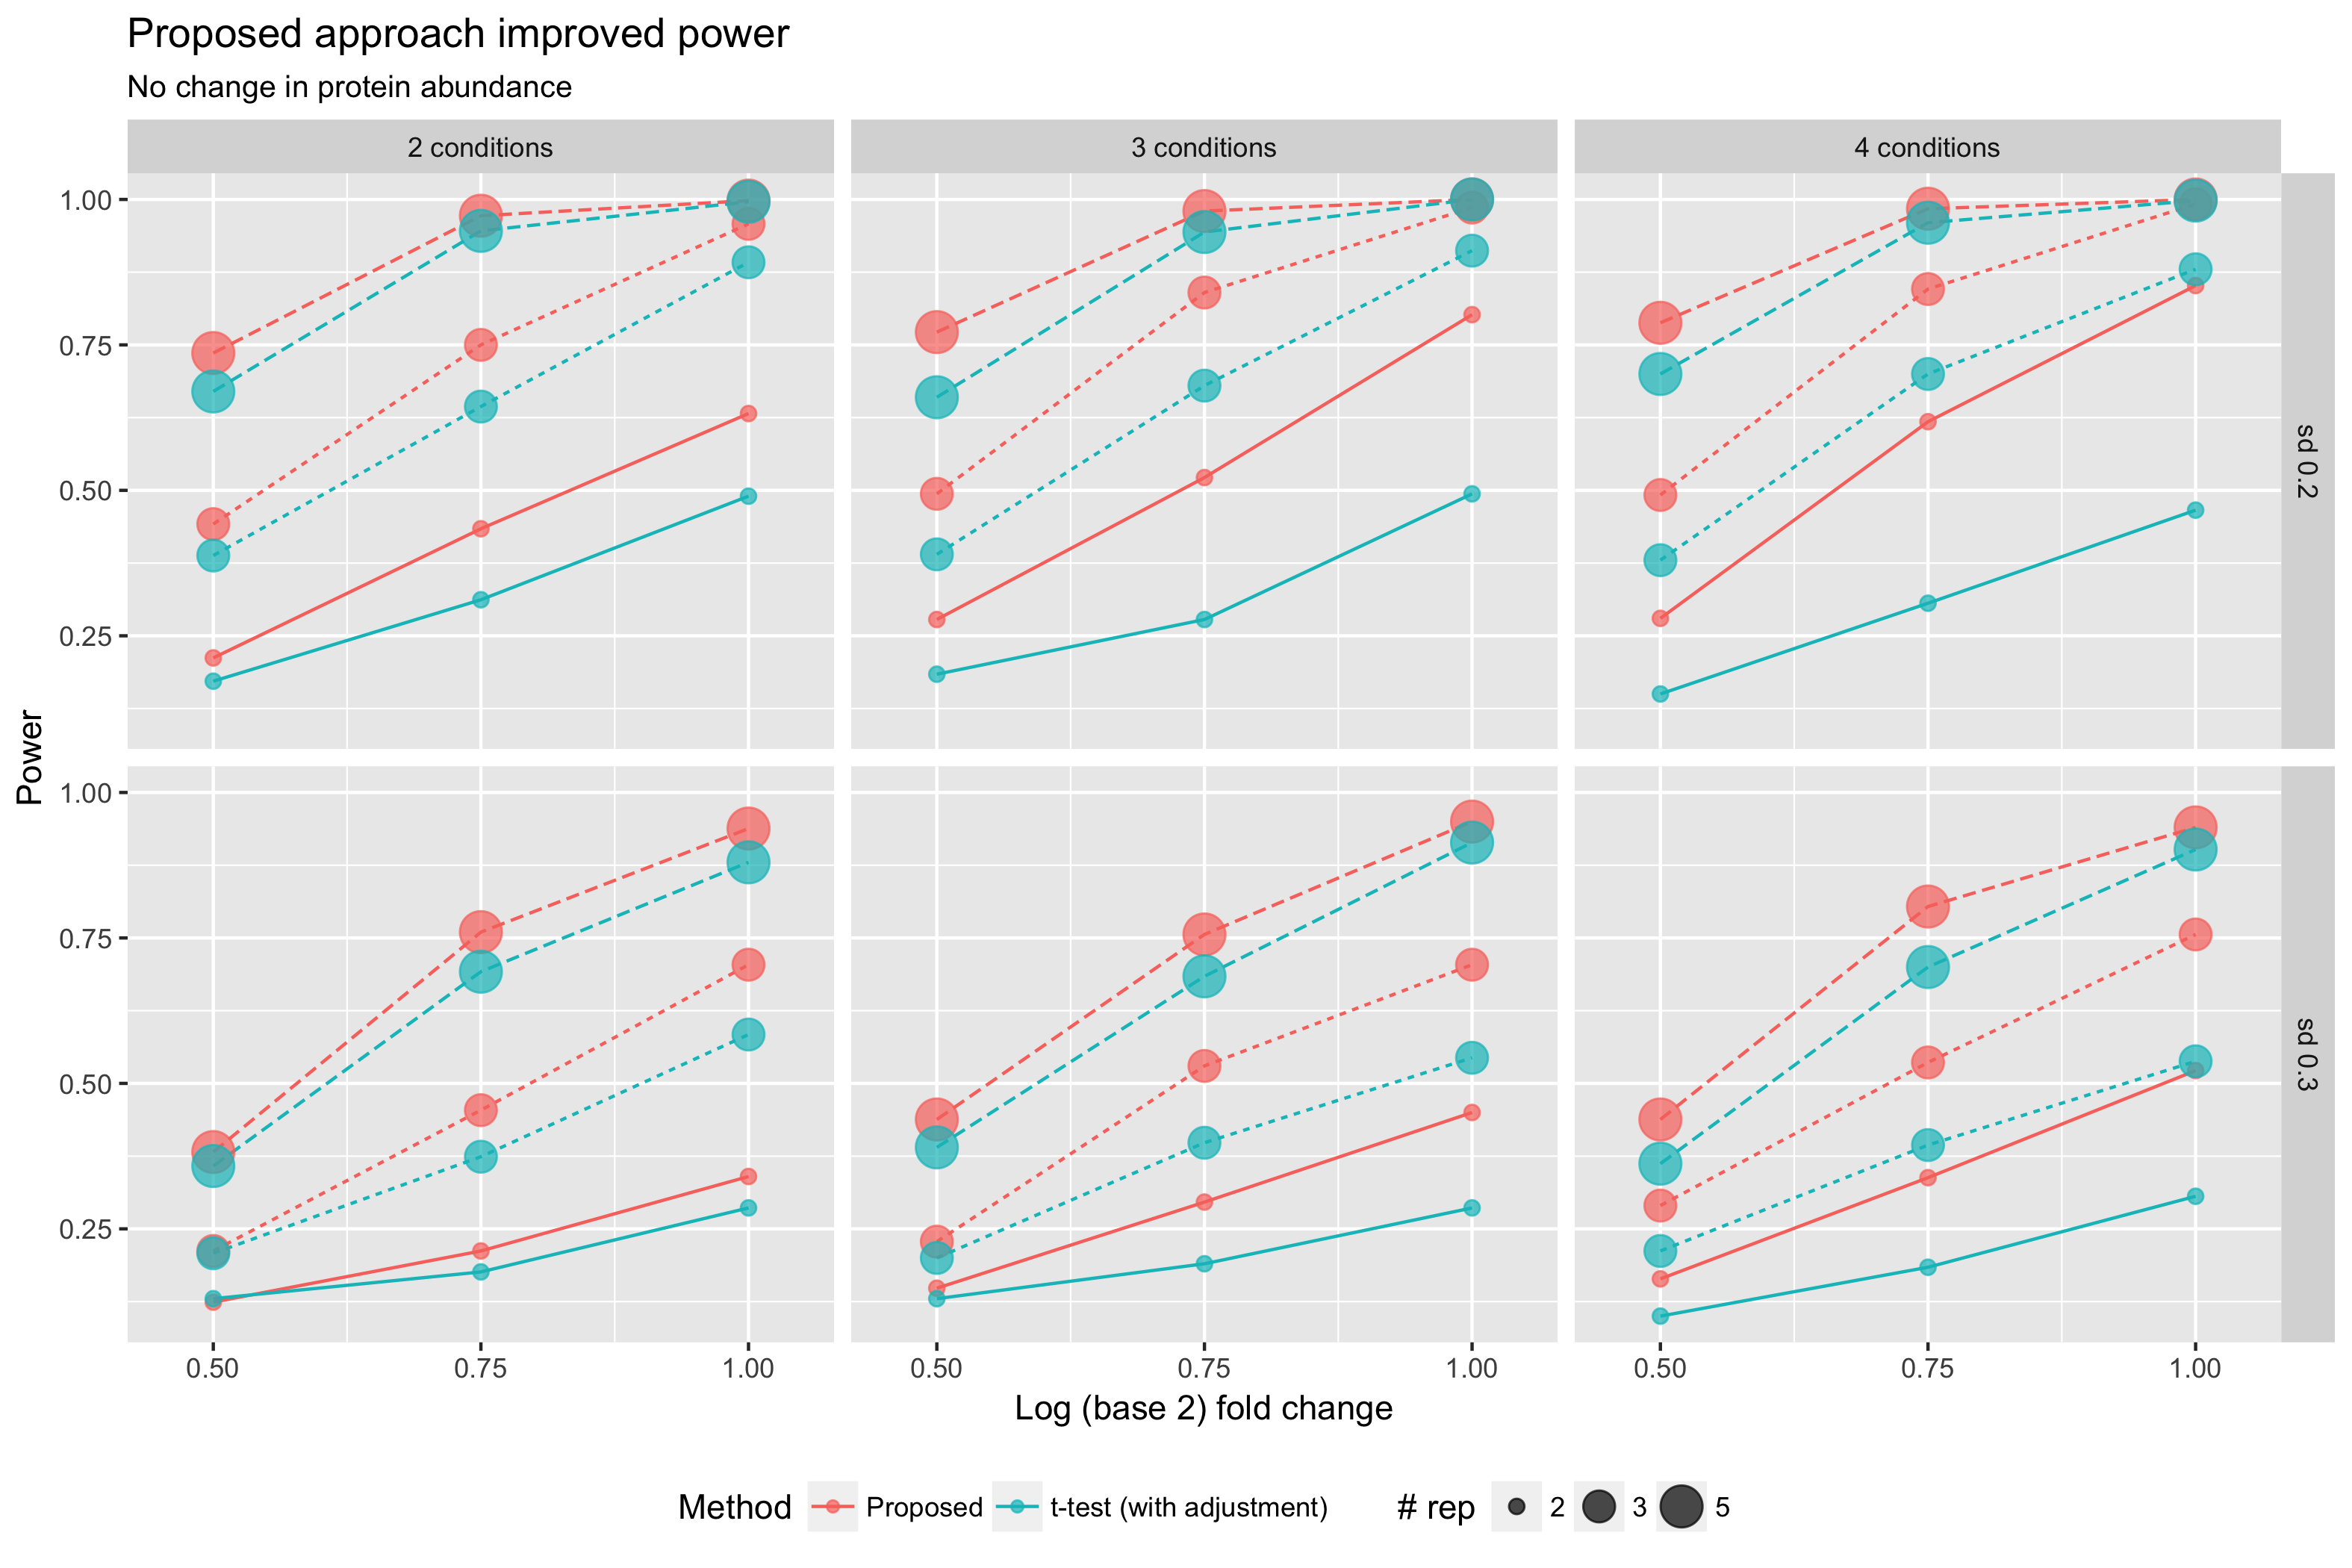 Proposed approach improved power
No change in protein abundance
2 conditions
3 conditions
4 conditions
1.00
0.75
0.50
0.25
sd 0.2
Power
1.00
0.75
0.50
0.25
sd 0.3
0.50 0.75 1.00
0.50 0.75 1.00
0.50 0.75 1.00
Log (base 2) fold change
Method Proposed t-test (with adjustment) # rep 2 3 5